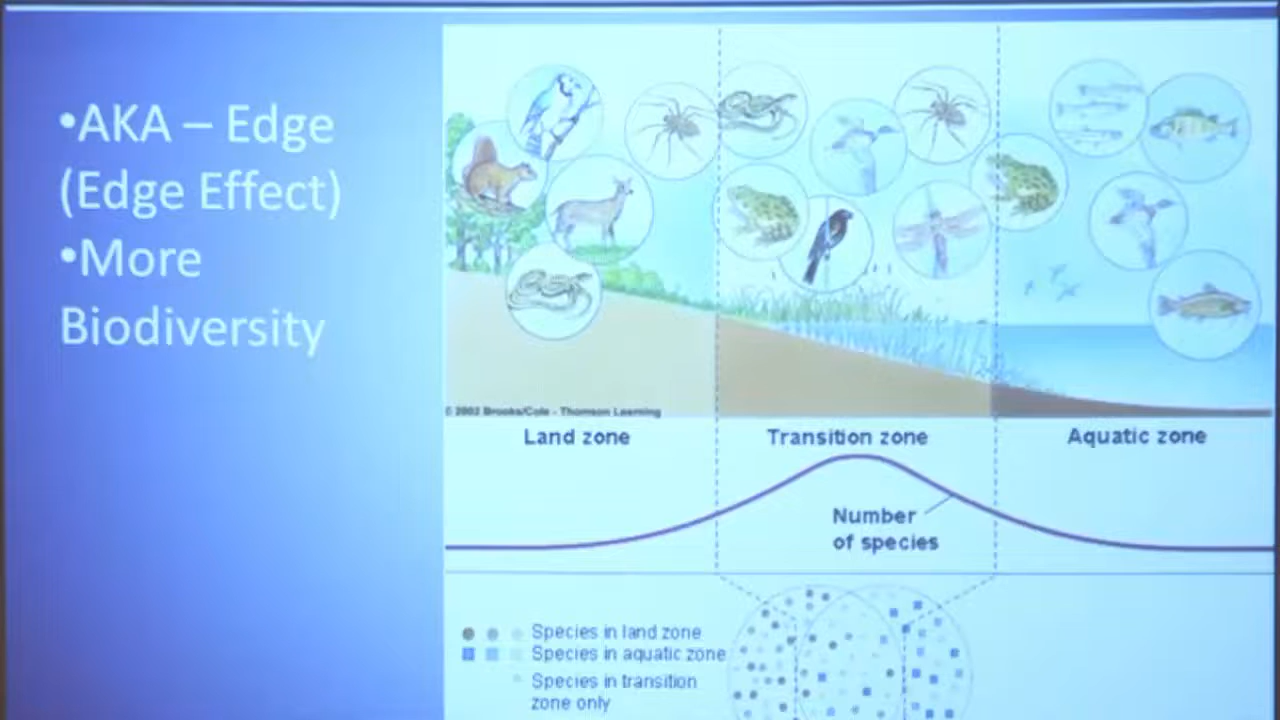 •AKA – Edge
(Edge Effect)
•More
Biodiversity
© 2002 Brooks/Cole - Thomson Learning
Land zone
Transition zone
Aquatic zone
Number
of species
Species in land zone
Species in aquatic zone
Species in transition
zone only